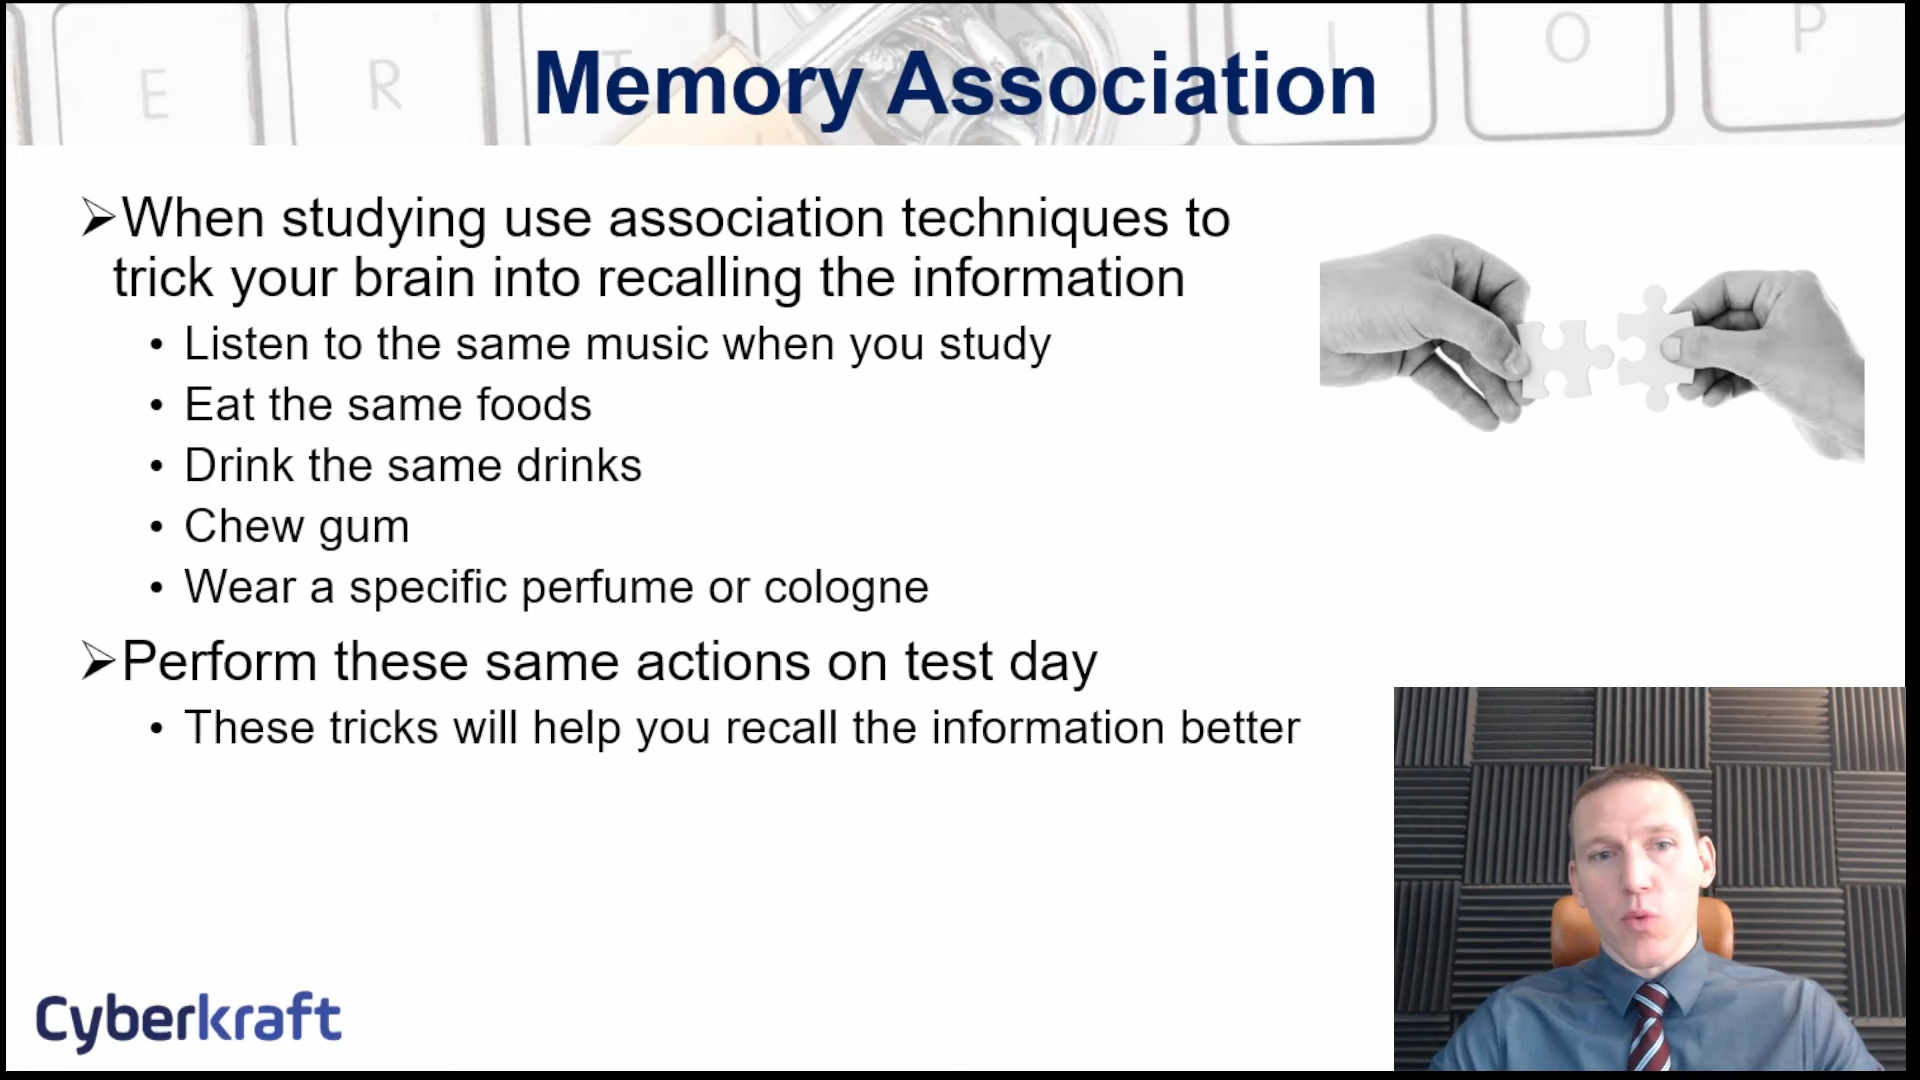 E R T I O P
Memory Association
➢When studying use association techniques to
trick your brain into recalling the information
• Listen to the same music when you study
• Eat the same foods
• Drink the same drinks
• Chew gum
• Wear a specific perfume or cologne
➢Perform these same actions on test day
• These tricks will help you recall the information better
Cyberkraft